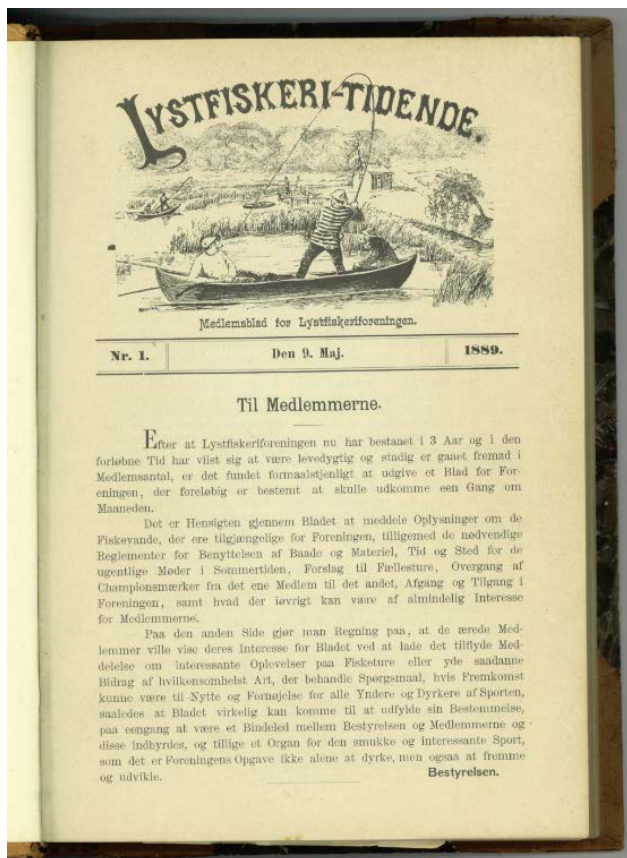 LYSTFISKERI-TIDENDE.
Medlemsblad for Lystfiskeriforeningen.
Nr. 1. Den 9. Maj. 1889.
Til Medlemmerne.
Efter at Lystfiskeriforeningen nu har bestaaet i 3 Aar og i den
forløbne Tid har viist sig at være levedygtig og stadig er gaaet fremad i
Medlemsantal, er det fundet formaalstjenligt at udgive et Blad for For-
eningen, der foreløbig er bestemt at skulle udkomme een Gang om
Maaneden.
Det er Hensigten gjennem Bladet at meddele Oplysninger om de
Fiskevande, der ere tilgjængelige for Foreningen, tilligemed de nødvendige
Reglementer for Benyttelsen af Baade og Materiel, Tid og Sted for de
ugentlige Møder i Sommertiden, Forslag til Fællesture, Overgang af
Championsmærker fra det ene Medlem til det andet, Afgang og Tilgang i
Foreningen, samt hvad der iøvrigt kan være af almindelig Interesse
for Medlemmerne.
Paa den anden Side gjør man Regning paa, at de ærede Med-
lemmer ville vise deres Interesse for Bladet ved at lade det tilflyde Med-
delelse om interessante Oplevelser paa Fisketure eller yde saadanne
Bidrag af hvilkensomhelst Art, der behandle Spørgsmaal, hvis Fremkomst
kunne være til Nytte og Fornøjelse for alle Yndere og Dyrkere af Sporten,
saaledes at Bladet virkelig kan komme til at udfylde sin Bestemmelse,
paa eengang at være et Bindeled mellem Bestyrelsen og Medlemmerne og
disse indbyrdes, og tillige et Organ for den smukke og interessante Sport,
som det er Foreningens Opgave ikke alene at dyrke, men ogsaa at fremme
og udvikle. Bestyrelsen.